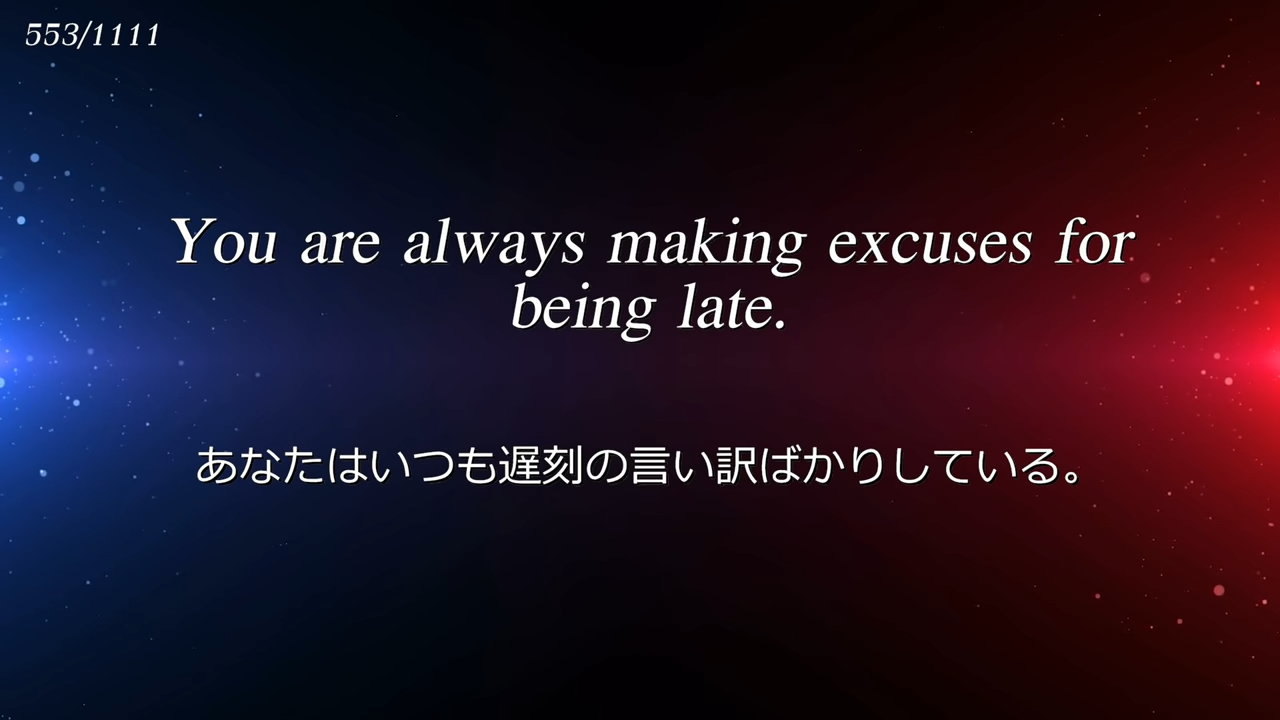 553/1111
You are always making excuses for
being late.
あなたはいつも遅刻の言い訳ばかりしている。